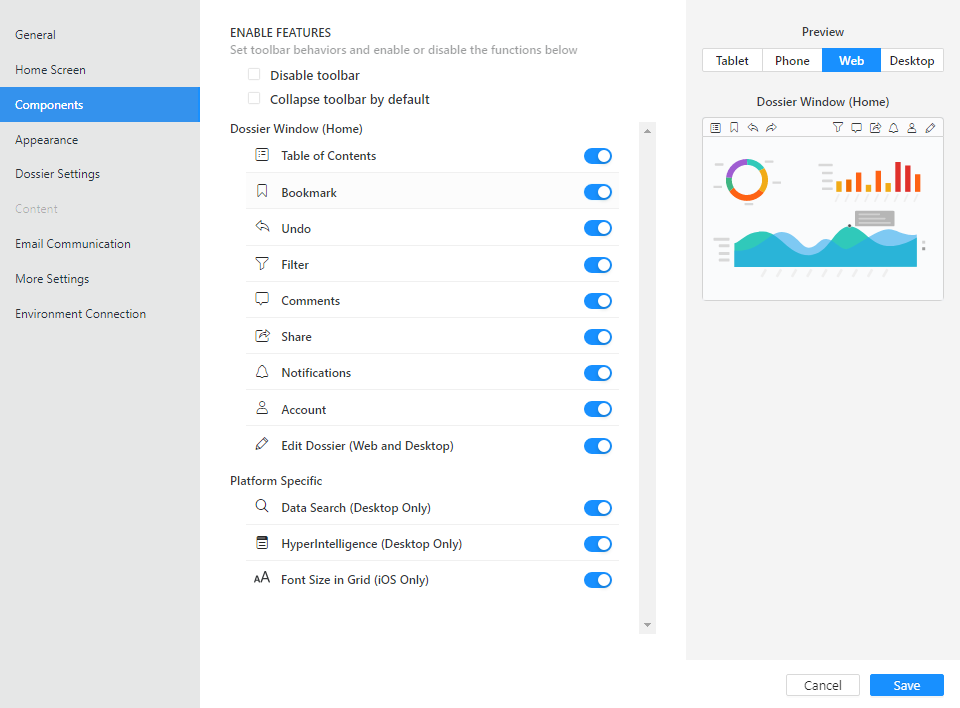 General
Home Screen
Components
Appearance
Dossier Settings
Content
Email Communication
More Settings
Environment Connection
ENABLE FEATURES
Set toolbar behaviors and enable or disable the functions below
Disable toolbar
Collapse toolbar by default
Dossier Window (Home)
Table of Contents
Bookmark
Undo
Filter
Comments
Share
Notifications
Account
Edit Dossier (Web and Desktop)
Platform Specific
Data Search (Desktop Only)
HyperIntelligence (Desktop Only)
AA Font Size in Grid (iOS Only)
Preview
Tablet Phone Web Desktop
Dossier Window (Home)
Cancel Save